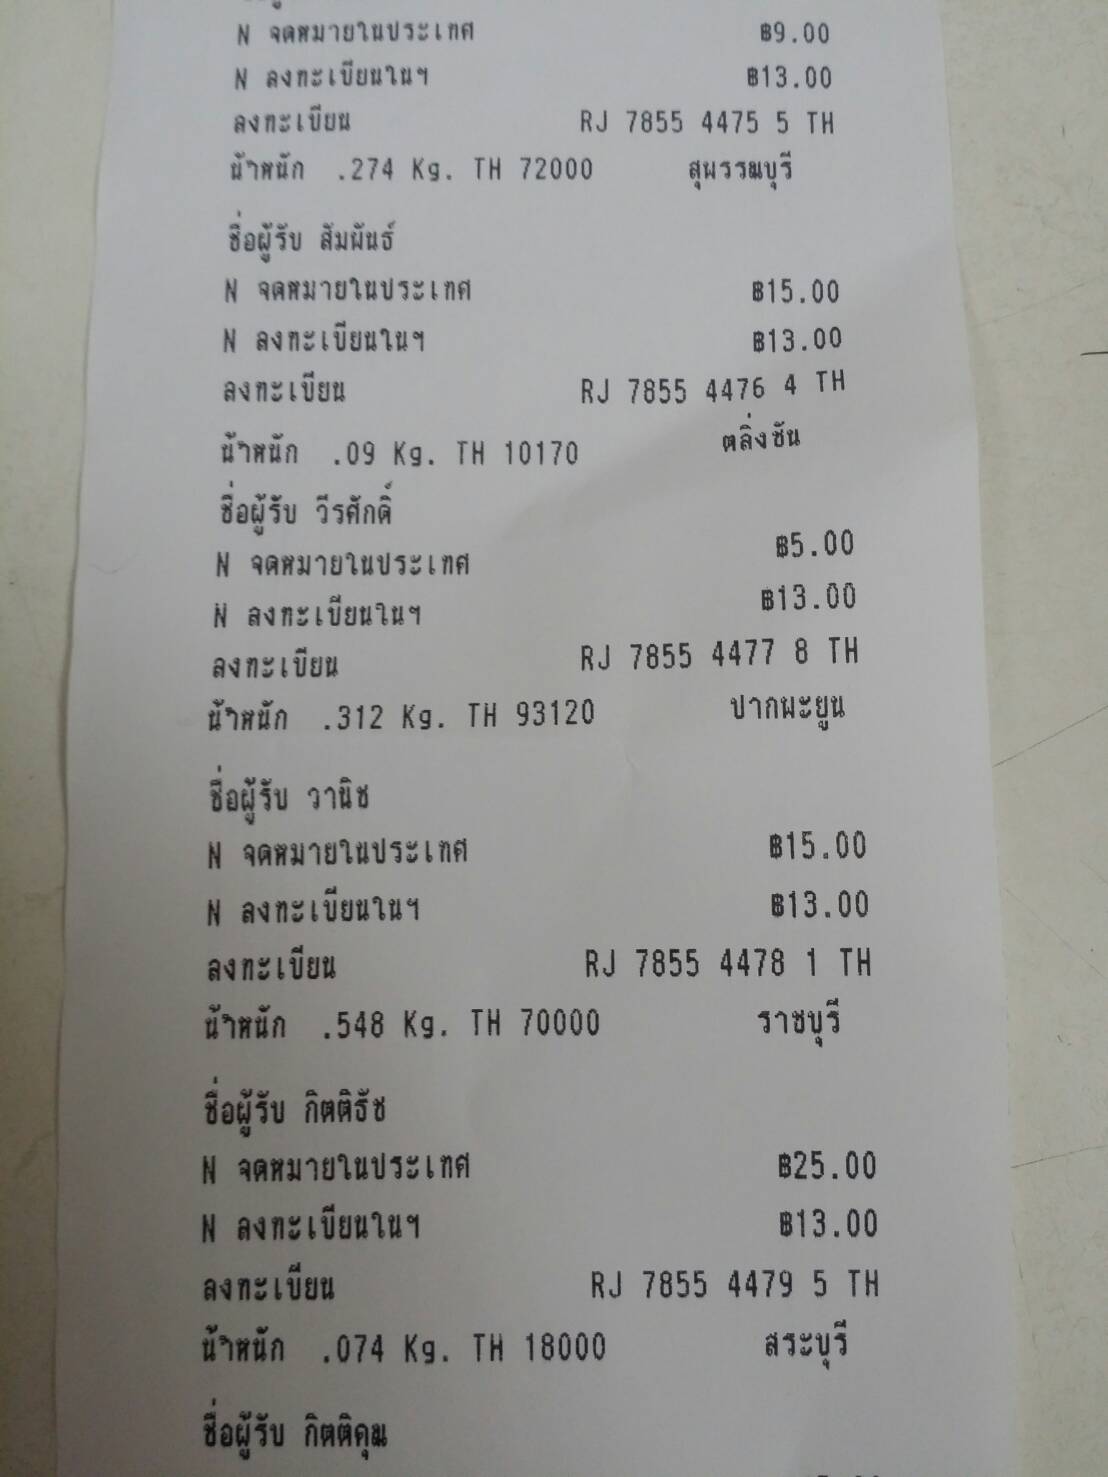 N จดหมายในประเทศ ฿9.00
N ลงทะเบียนในฯ ฿13.00
ลงทะเบียน RJ 7855 4475 5 TH
น้ำหนัก .274 Kg. TH 72000 สุพรรณบุรี
ชื่อผู้รับ สัมพันธ์
N จดหมายในประเทศ ฿15.00
N ลงทะเบียนในฯ ฿13.00
ลงทะเบียน RJ 7855 4476 4 TH
น้ำหนัก .09 Kg. TH 10170 ตลิ่งชัน
ชื่อผู้รับ วีรศักดิ์
N จดหมายในประเทศ ฿5.00
N ลงทะเบียนในฯ ฿13.00
ลงทะเบียน RJ 7855 4477 8 TH
น้ำหนัก .312 Kg. TH 93120 ปากพะยูน
ชื่อผู้รับ วานิช
N จดหมายในประเทศ ฿15.00
N ลงทะเบียนในฯ ฿13.00
ลงทะเบียน RJ 7855 4478 1 TH
น้ำหนัก .548 Kg. TH 70000 ราชบุรี
ชื่อผู้รับ กิตติธัช
N จดหมายในประเทศ ฿25.00
N ลงทะเบียนในฯ ฿13.00
ลงทะเบียน RJ 7855 4479 5 TH
น้ำหนัก .074 Kg. TH 18000 สระบุรี
ชื่อผู้รับ กิตติคุณ